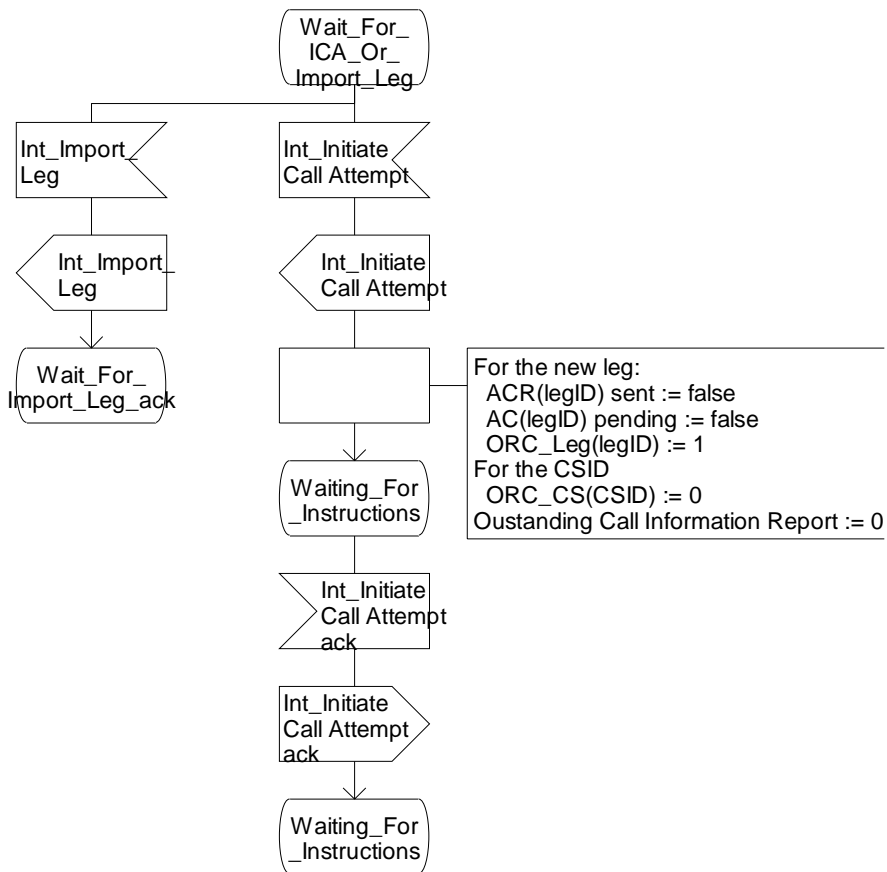 Wait_For_
ICA_Or_
Import_Leg
Int_Import_
Leg
Int_Initiate
Call Attempt
Int_Import_
Leg
Int_Initiate
Call Attempt
Wait_For_
Import_Leg_ack
For the new leg:
ACR(legID) sent := false
AC(legID) pending := false
ORC_Leg(legID) := 1
For the CSID
ORC_CS(CSID) := 0
Oustanding Call Information Report := 0
Waiting_For
_Instructions
Int_Initiate
Call Attempt
ack
Int_Initiate
Call Attempt
ack
Waiting_For
_Instructions